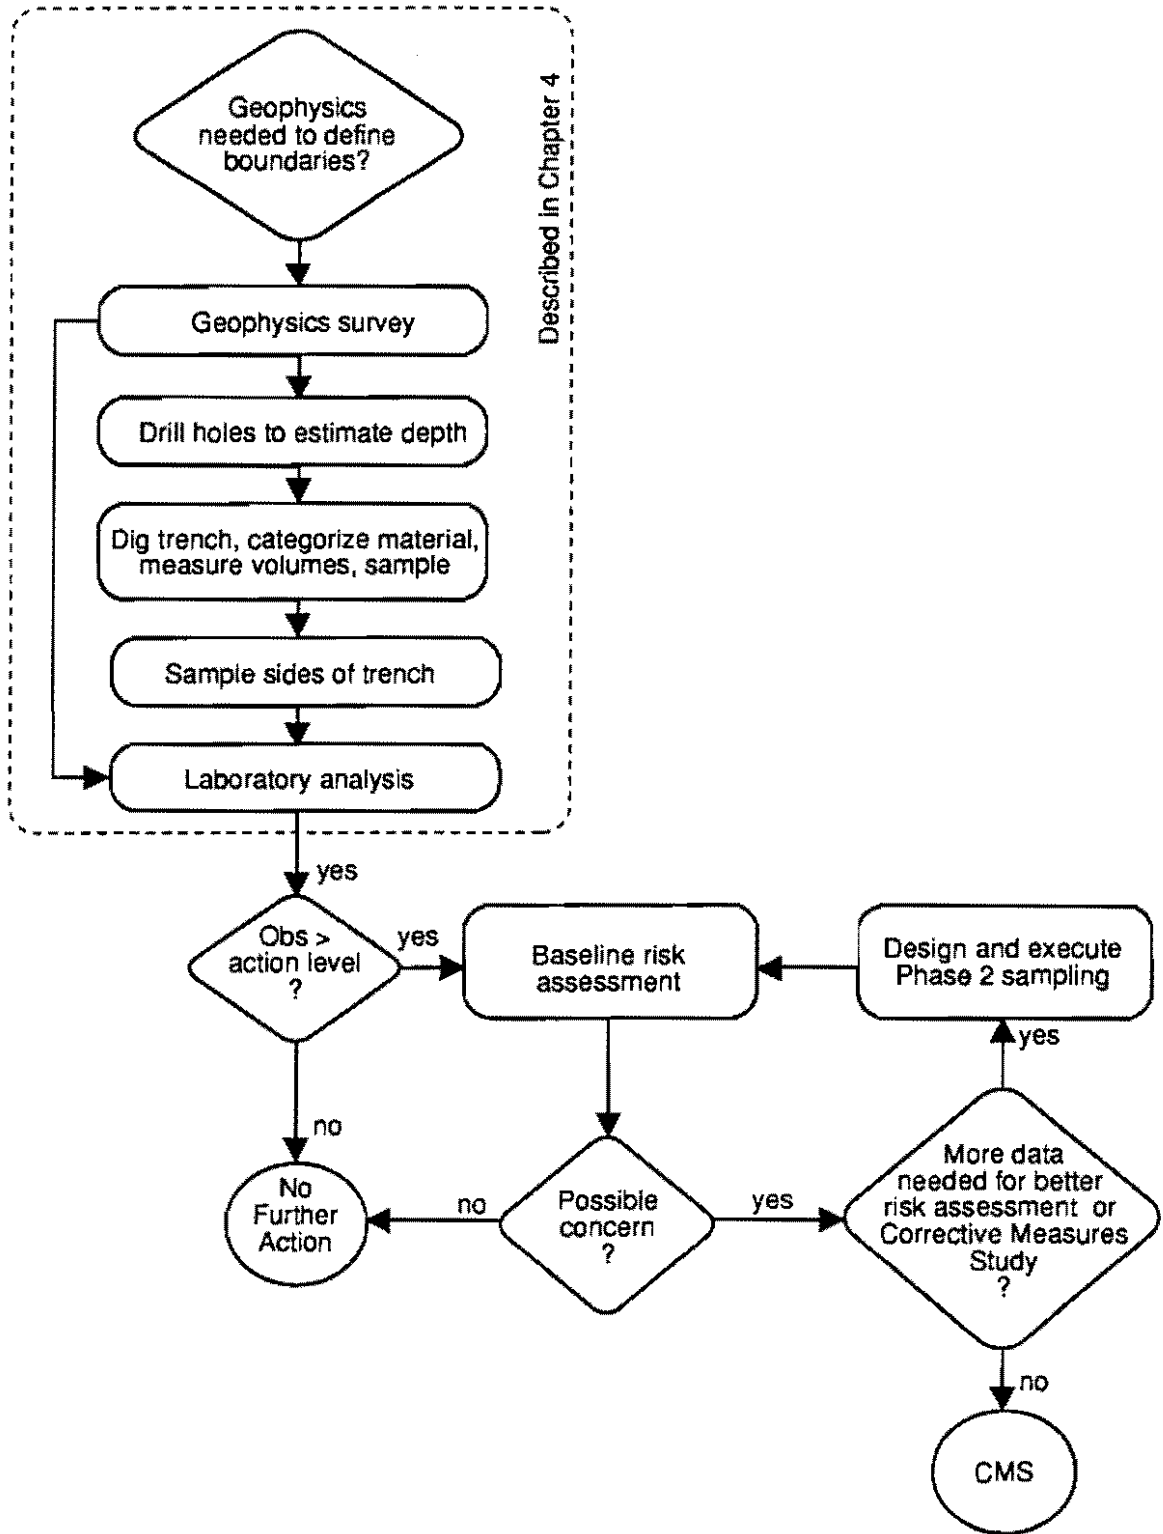 Geophysics
needed to define
boundaries?
Described in Chapter 4
Geophysics survey
Drill holes to estimate depth
Dig trench, categorize material,
measure volumes, sample
Sample sides of trench
Laboratory analysis
yes
Obs >
action level
?
yes
Baseline risk
assessment
Design and execute
Phase 2 sampling
yes
no
No
Further
Action
no
Possible
concern
?
yes
More data
needed for better
risk assessment or
Corrective Measures
Study
?
no
CMS